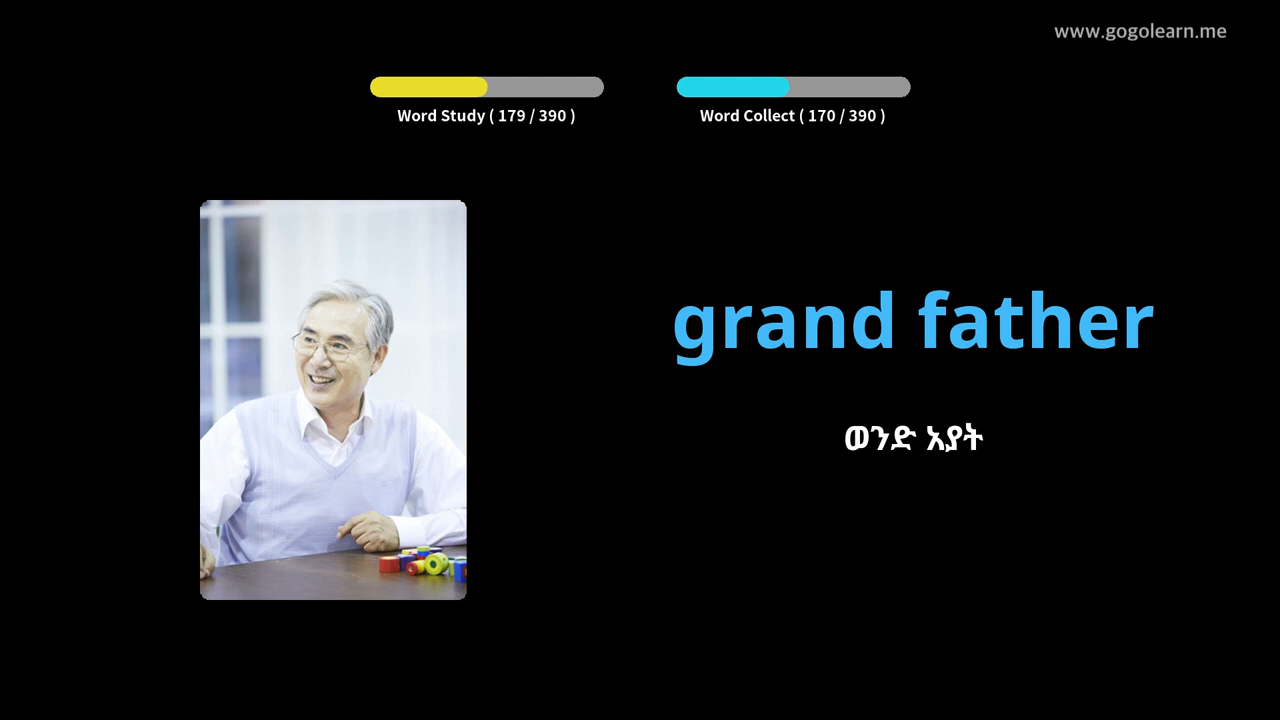 www.gogolearn.me
Word Study ( 179 / 390 )
Word Collect ( 170 / 390 )
grand father
ወንድ አያት